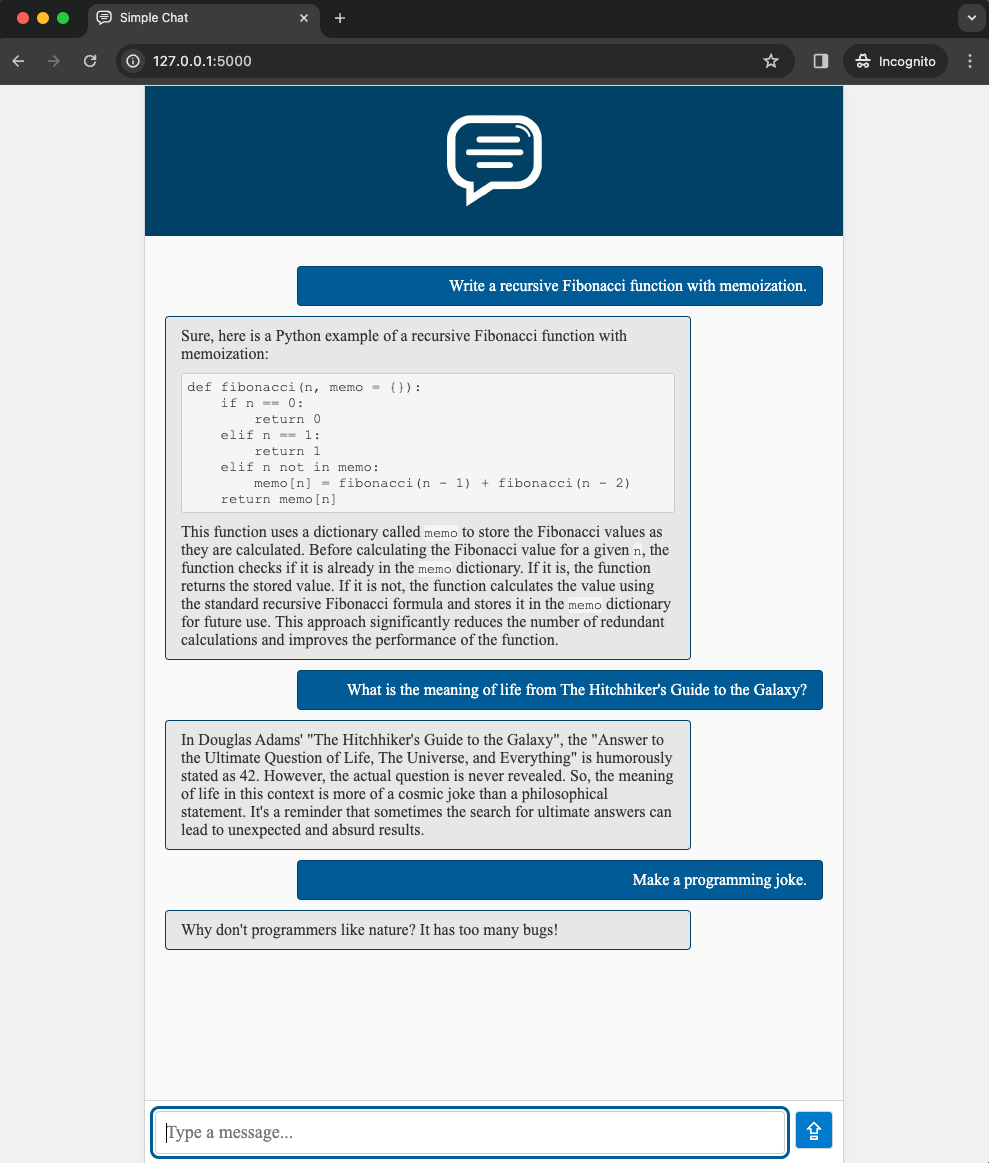 Simple Chat
127.0.0.1:5000
Incognito
Write a recursive Fibonacci function with memoization.
Sure, here is a Python example of a recursive Fibonacci function with
memoization:
def fibonacci(n, memo = {}):
    if n == 0:
        return 0
    elif n == 1:
        return 1
    elif n not in memo:
        memo[n] = fibonacci(n - 1) + fibonacci(n - 2)
    return memo[n]
This function uses a dictionary called memo to store the Fibonacci values as
they are calculated. Before calculating the Fibonacci value for a given n, the
function checks if it is already in the memo dictionary. If it is, the function
returns the stored value. If it is not, the function calculates the value using
the standard recursive Fibonacci formula and stores it in the memo dictionary
for future use. This approach significantly reduces the number of redundant
calculations and improves the performance of the function.
What is the meaning of life from The Hitchhiker's Guide to the Galaxy?
In Douglas Adams' "The Hitchhiker's Guide to the Galaxy", the "Answer to
the Ultimate Question of Life, The Universe, and Everything" is humorously
stated as 42. However, the actual question is never revealed. So, the meaning
of life in this context is more of a cosmic joke than a philosophical
statement. It's a reminder that sometimes the search for ultimate answers can
lead to unexpected and absurd results.
Make a programming joke.
Why don't programmers like nature? It has too many bugs!
Type a message...